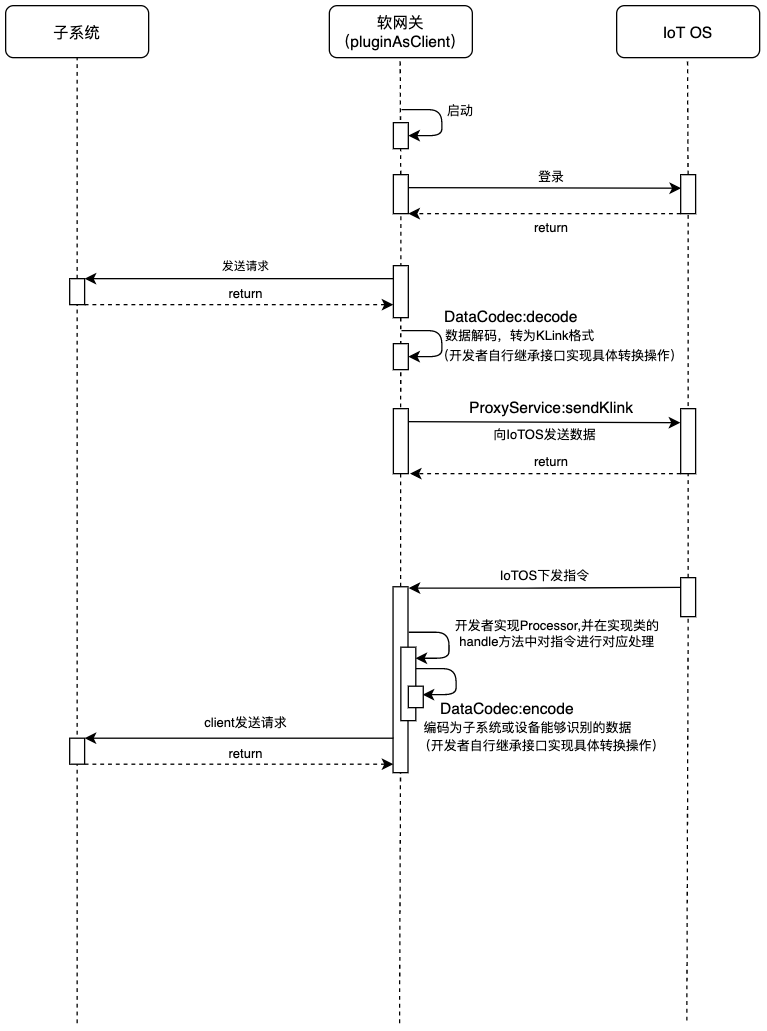 子系统
软网关
（pluginAsClient）
IoT OS
启动
登录
return
发送请求
return
DataCodec:decode
数据解码，转为KLink格式
（开发者自行继承接口实现具体转换操作）
ProxyService:sendKlink
向IoTOS发送数据
return
IoTOS下发指令
开发者实现Processor,并在实现类的
handle方法中对指令进行对应处理
DataCodec:encode
编码为子系统或设备能够识别的数据
（开发者自行继承接口实现具体转换操作）
client发送请求
return